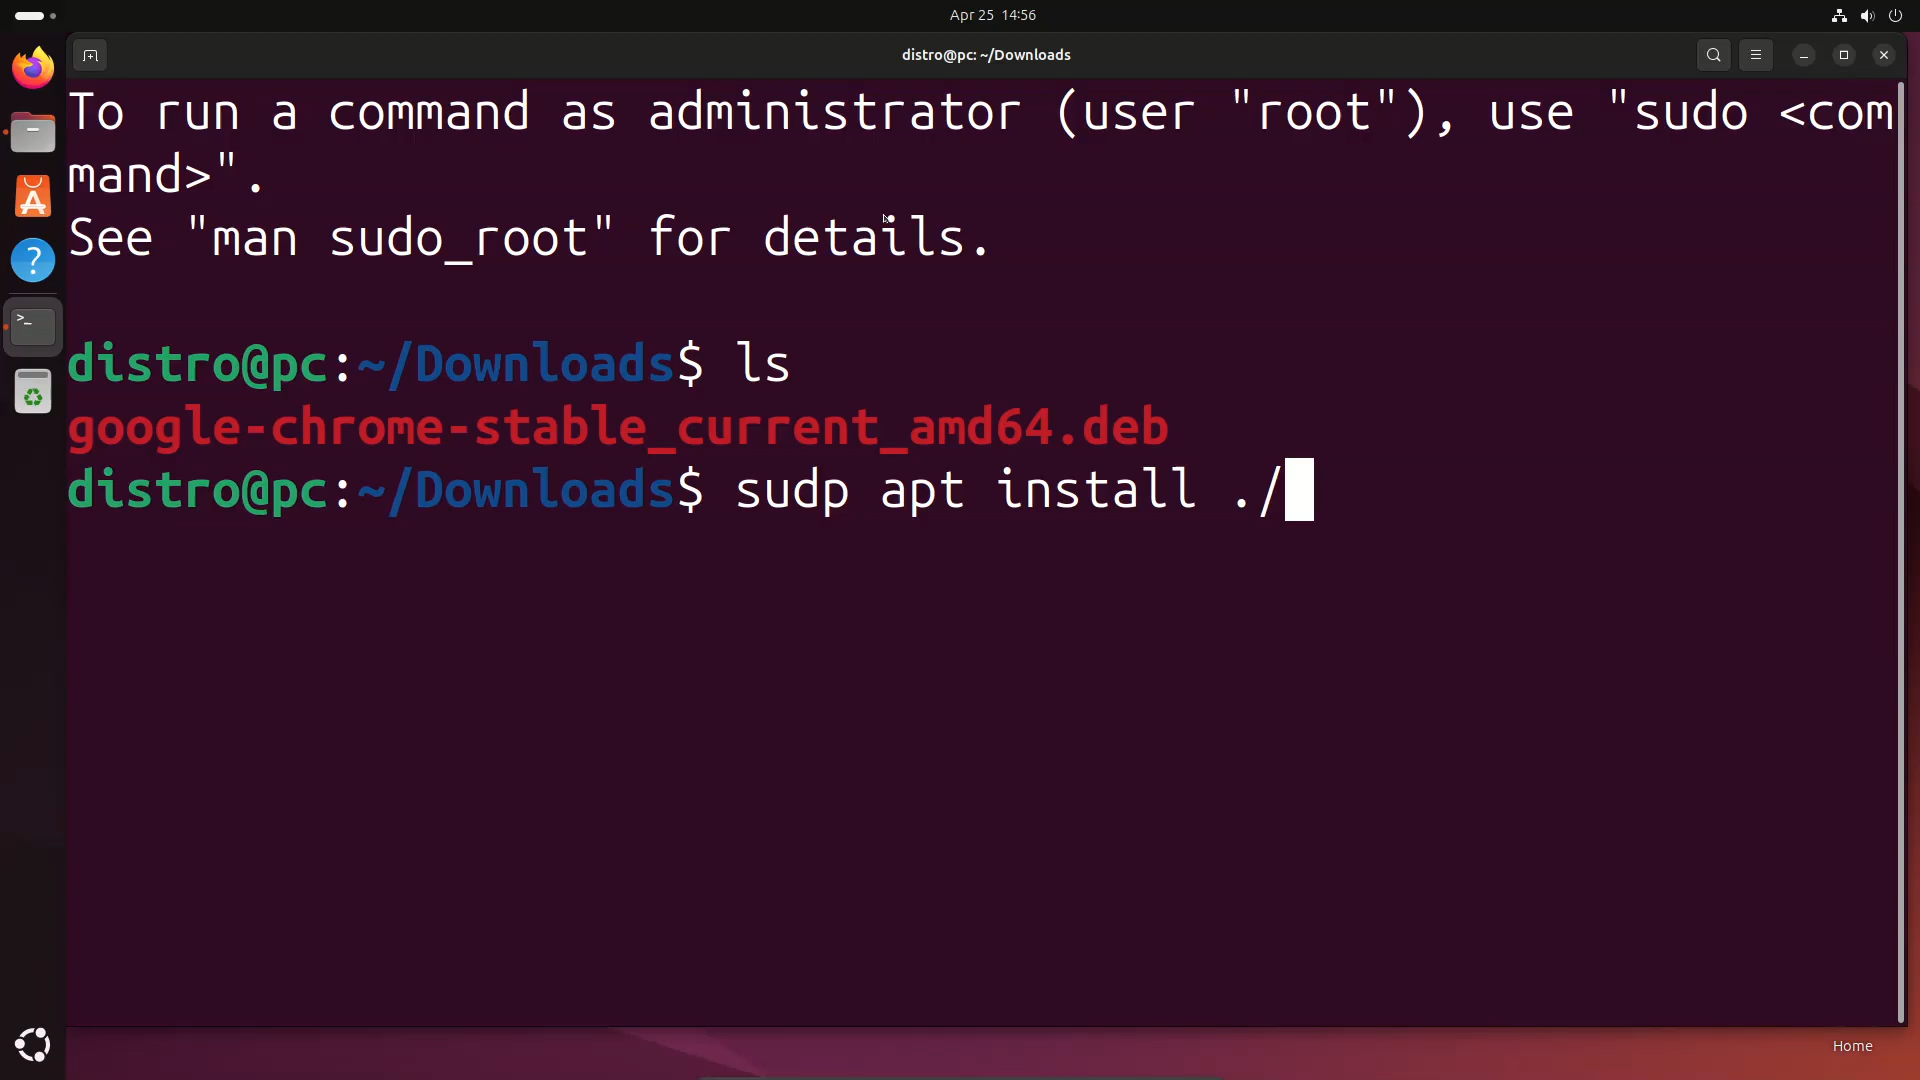 Apr 25 14:56
distro@pc: ~/Downloads
To run a command as administrator (user "root"), use "sudo <com
mand>".
See "man sudo_root" for details.
distro@pc:~/Downloads$ ls
google-chrome-stable_current_amd64.deb
distro@pc:~/Downloads$ sudp apt install ./
Home